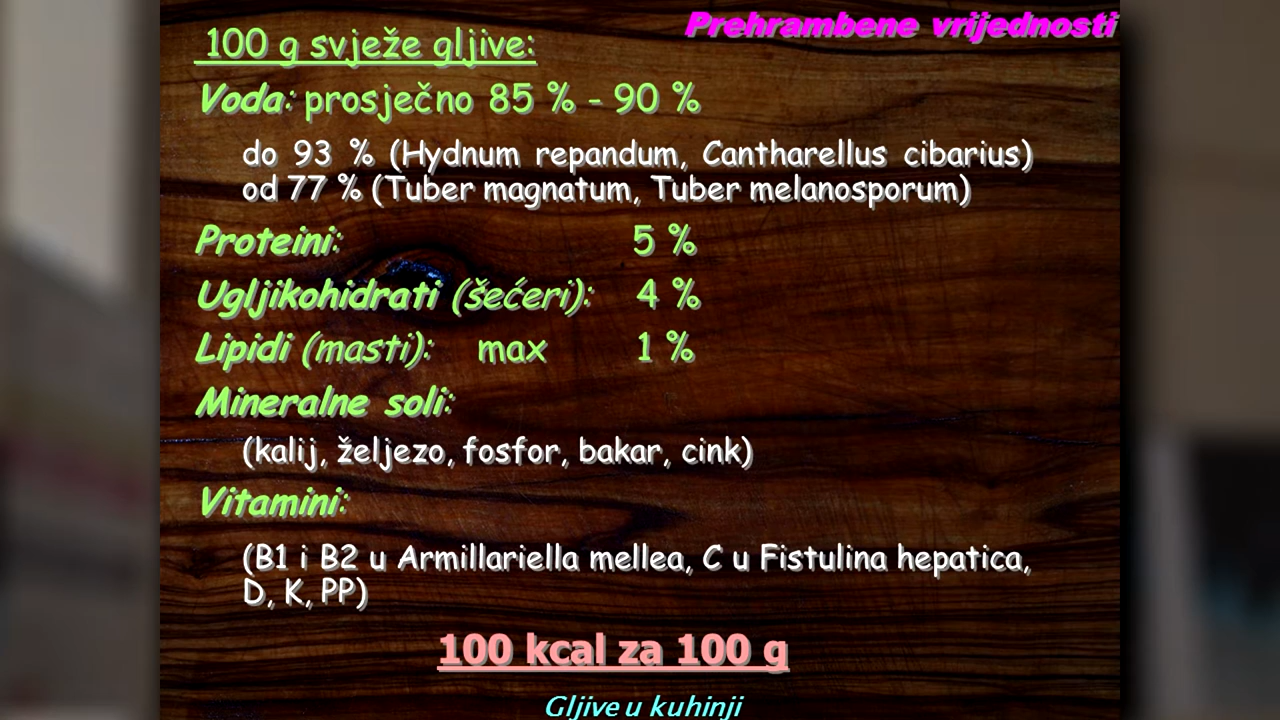 Prehrambene vrijednosti
100 g svježe gljive:
Voda: prosječno 85 % - 90 %
do 93 % (Hydnum repandum, Cantharellus cibarius)
od 77 % (Tuber magnatum, Tuber melanosporum)
Proteini: 5 %
Ugljikohidrati (šećeri): 4 %
Lipidi (masti): max 1 %
Mineralne soli:
(kalij, željezo, fosfor, bakar, cink)
Vitamini:
(B1 i B2 u Armillariella mellea, C u Fistulina hepatica,
D, K, PP)
100 kcal za 100 g
Gljive u kuhinji